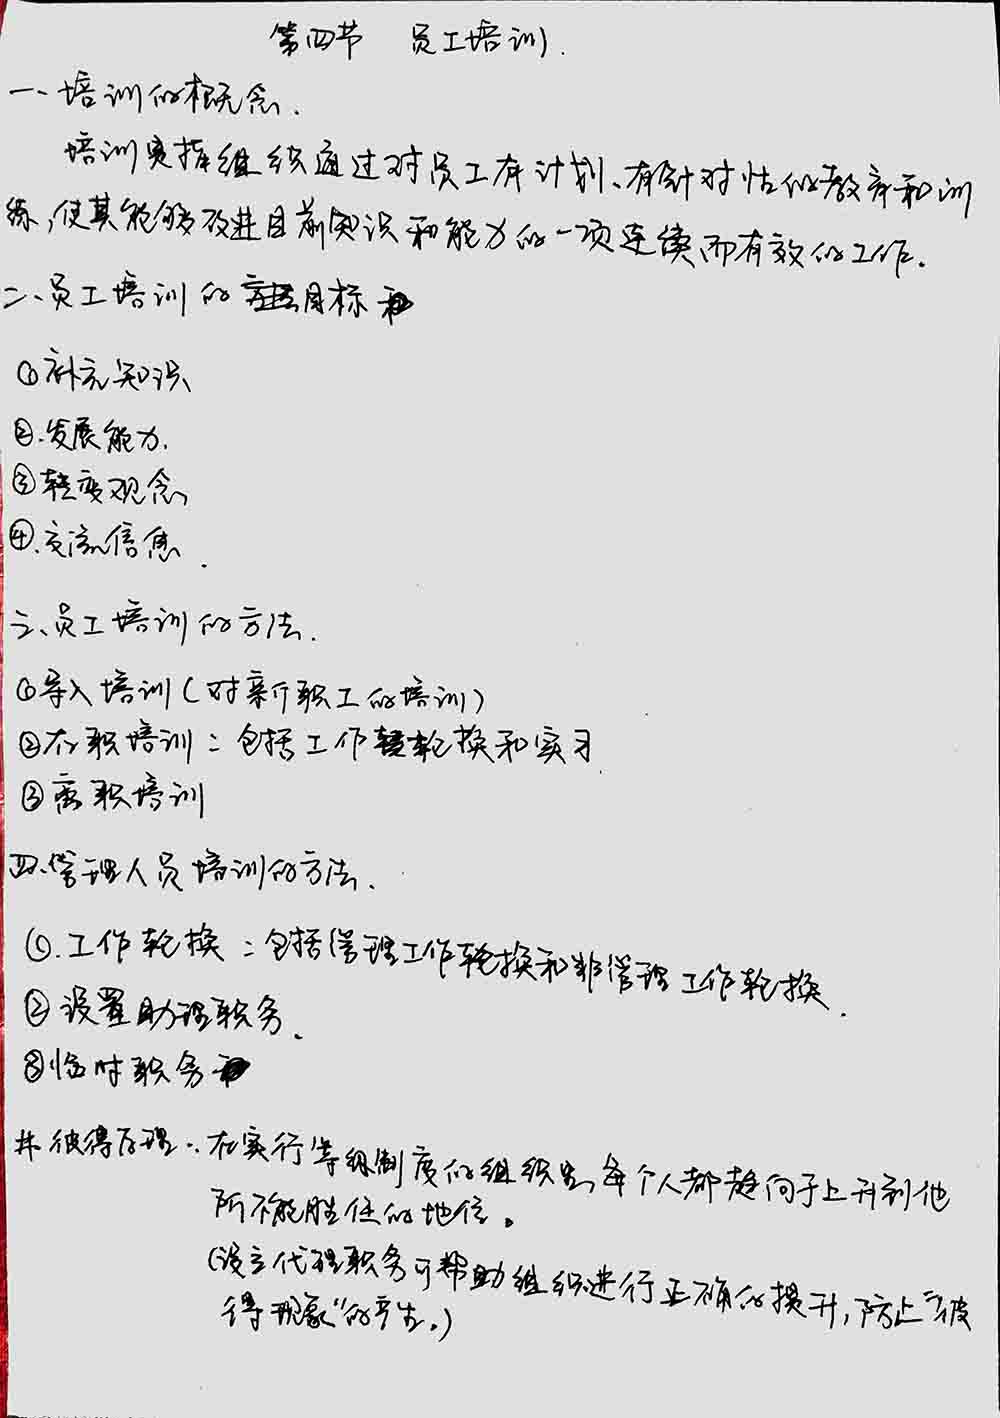 第四节 员工培训.
一、培训的概念.
培训是指组织通过对员工有计划、有针对性的教育和训
练,使其能够改进目前知识和能力的一项连续而有效的工作.
二、员工培训的目标
①补充知识
②.发展能力.
③转变观念
④.交流信息.
三、员工培训的方法.
①导入培训(对新职工的培训)
②在职培训:包括工作轮换和实习
③离职培训
四、管理人员培训的方法.
①.工作轮换:包括管理工作轮换和非管理工作轮换.
②设置助理职务.
③临时职务
#彼得原理:在实行等级制度的组织里,每个人都趋向于上升到他
所不能胜任的地位。
(设立代理职务可帮助组织进行正确的提升,防止“彼
得现象”的产生。)